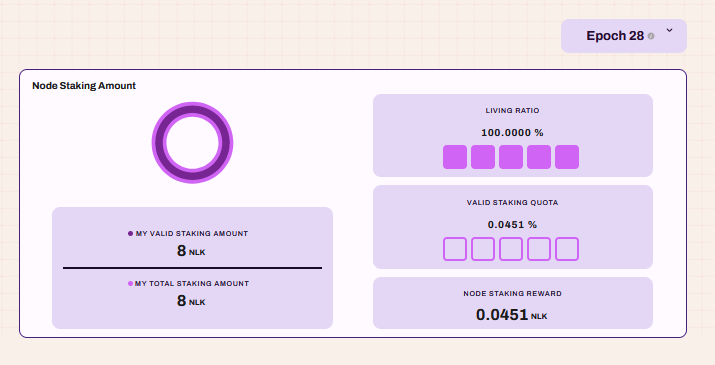 Epoch 28
Node Staking Amount
MY VALID STAKING AMOUNT
8 NLK
MY TOTAL STAKING AMOUNT
8 NLK
LIVING RATIO
100.0000 %
VALID STAKING QUOTA
0.0451 %
NODE STAKING REWARD
0.0451 NLK